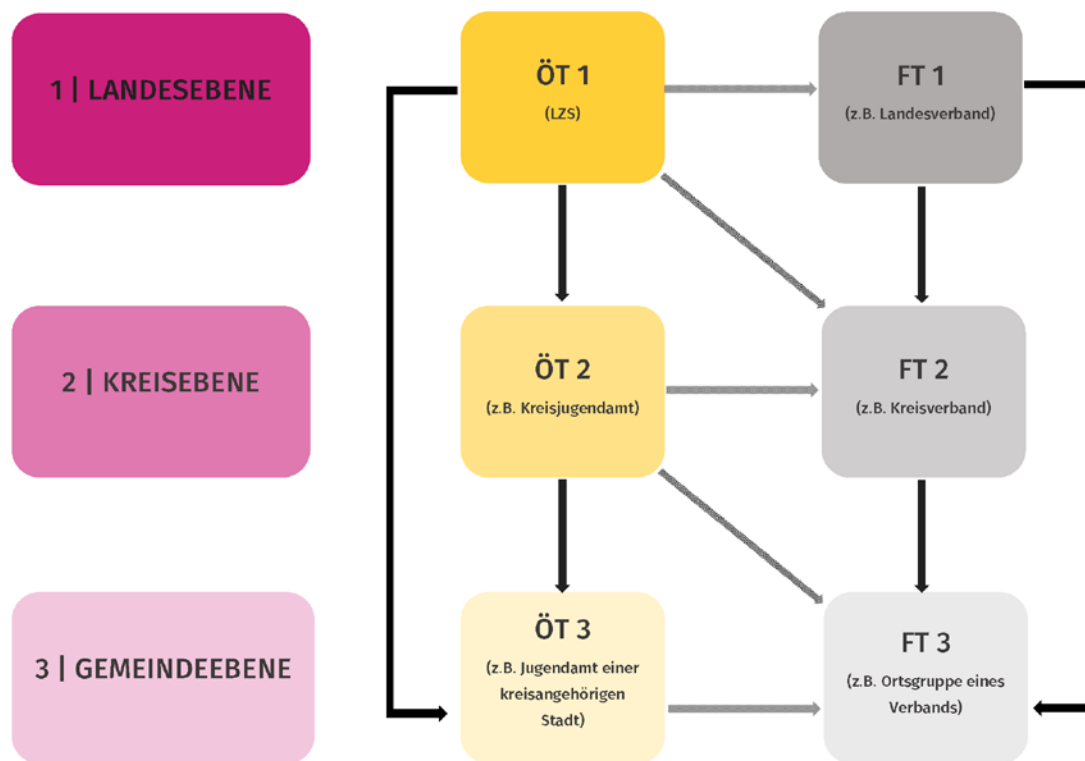 1 | LANDESEBENE
ÖT 1
(LZS)
FT 1
(z.B. Landesverband)
2 | KREISEBENE
ÖT 2
(z.B. Kreisjugendamt)
FT 2
(z.B. Kreisverband)
3 | GEMEINDEEBENE
ÖT 3
(z.B. Jugendamt einer
kreisangehörigen
Stadt)
FT 3
(z.B. Ortsgruppe eines
Verbands)